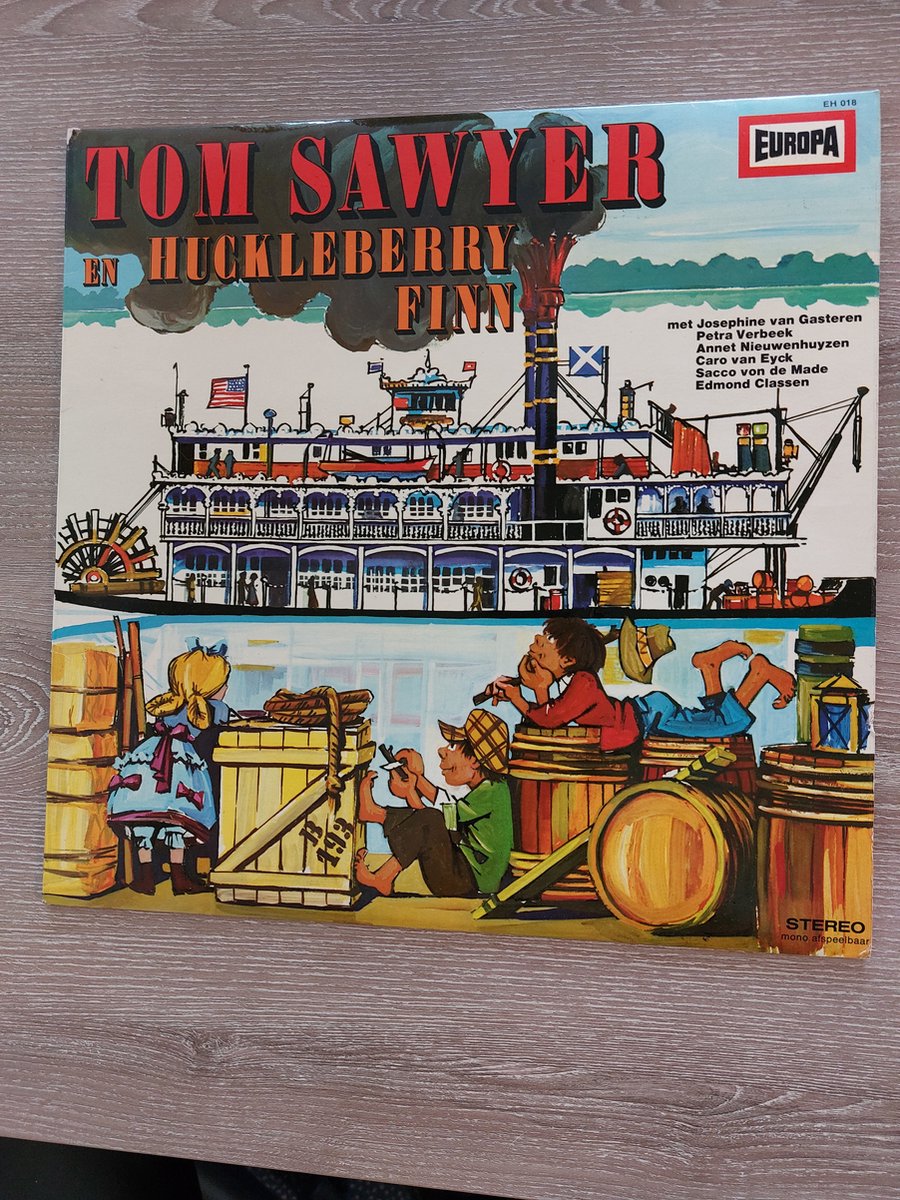 EH 018
EUROPA
TOM SAWYER
EN HUCKLEBERRY
FINN
met Josephine van Gasteren
Petra Verbeek
Annet Nieuwenhuyzen
Caro van Eyck
Sacco von de Made
Edmond Classen
B
193
STEREO
mono afspeelbaar